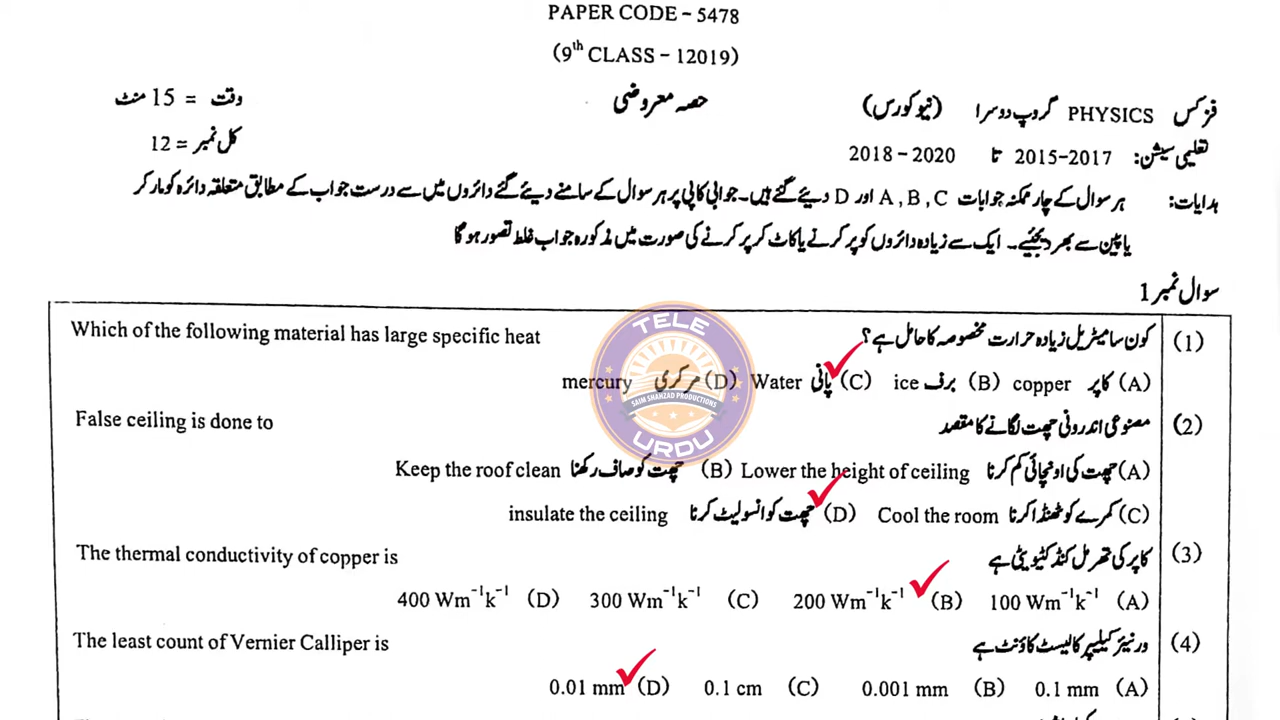 PAPER CODE – 5478
(9th CLASS – 12019)
فزکس PHYSICS گروپ دوسرا (نیو کورس) حصہ معروضی وقت = 15 منٹ
تعلیمی سیشن: 2015-2017 تا 2018-2020 کل نمبر = 12
ہدایات: ہر سوال کے چار ممکنہ جوابات A , B , C اور D دیئے گئے ہیں۔ جوابی کاپی پر ہر سوال کے سامنے دیئے گئے دائروں میں سے درست جواب کے مطابق متعلقہ دائرہ کو مارکر
یا پین سے بھر دیجئیے۔ ایک سے زیادہ دائروں کو پر کرنے یا کاٹ کر پر کرنے کی صورت میں مذکورہ جواب غلط تصور ہو گا
سوال نمبر 1
(1) کون سا میٹریل زیادہ حرارت مخصوصہ کا حامل ہے؟ Which of the following material has large specific heat
(A) کاپر copper (B) برف ice (C) پانی Water (D) مرکری mercury
(2) مصنوعی اندرونی چھت لگانے کا مقصد False ceiling is done to
(A) چھت کی اونچائی کم کرنا Lower the height of ceiling (B) چھت کو صاف رکھنا Keep the roof clean
(C) کمرے کو ٹھنڈا کرنا Cool the room (D) چھت کو انسولیٹ کرنا insulate the ceiling
(3) کاپر کی تھرمل کنڈکٹیویٹی ہے The thermal conductivity of copper is
(A) 100 Wm⁻¹k⁻¹ (B) 200 Wm⁻¹k⁻¹ (C) 300 Wm⁻¹k⁻¹ (D) 400 Wm⁻¹k⁻¹
(4) ورنیئر کیلیپر کا لیسٹ کاؤنٹ ہے The least count of Vernier Calliper is
(A) 0.1 mm (B) 0.001 mm (C) 0.1 cm (D) 0.01 mm
TELE
SAIM SHAHZAD PRODUCTIONS
URDU